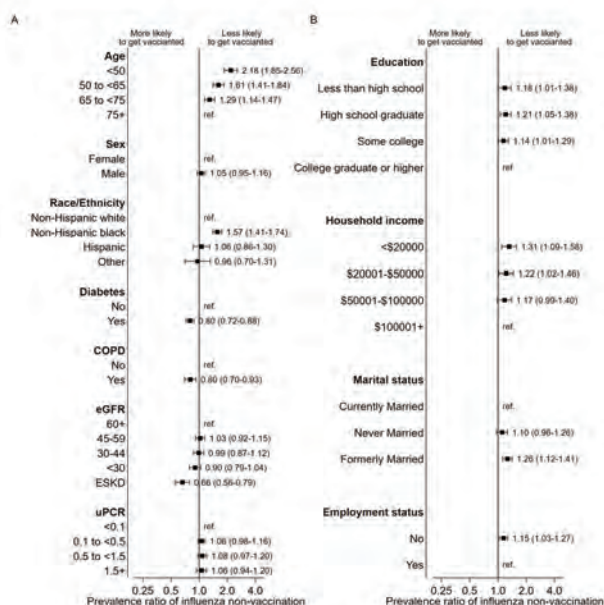 A
More likely to get vaccianted
Less likely to get vaccianted
Age
<50 2.18 (1.85-2.56)
50 to <65 1.61 (1.41-1.84)
65 to <75 1.29 (1.14-1.47)
75+ ref.
Sex
Female ref.
Male 1.05 (0.95-1.16)
Race/Ethnicity
Non-Hispanic white ref.
Non-Hispanic black 1.57 (1.41-1.74)
Hispanic 1.06 (0.86-1.30)
Other 0.96 (0.70-1.31)
Diabetes
No ref.
Yes 0.80 (0.72-0.88)
COPD
No ref.
Yes 0.80 (0.70-0.93)
eGFR
60+ ref.
45-59 1.03 (0.92-1.15)
30-44 0.99 (0.87-1.12)
<30 0.90 (0.79-1.04)
ESKD 0.66 (0.56-0.79)
uPCR
<0.1 ref.
0.1 to <0.5 1.06 (0.98-1.16)
0.5 to <1.5 1.08 (0.97-1.20)
1.5+ 1.06 (0.94-1.20)
0.25 0.5 1.0 2.0 4.0
Prevalence ratio of influenza non-vaccination
B
More likely to get vaccianted
Less likely to get vaccianted
Education
Less than high school 1.18 (1.01-1.38)
High school graduate 1.21 (1.05-1.38)
Some college 1.14 (1.01-1.29)
College graduate or higher ref
Household income
<$20000 1.31 (1.09-1.58)
$20001-$50000 1.22 (1.02-1.46)
$50001-$100000 1.17 (0.99-1.40)
$100001+ ref.
Marital status
Currently Married ref.
Never Married 1.10 (0.96-1.26)
Formerly Married 1.26 (1.12-1.41)
Employment status
No 1.15 (1.03-1.27)
Yes ref.
0.25 0.5 1.0 2.0 4.0
Prevalence ratio of influenza non-vaccination